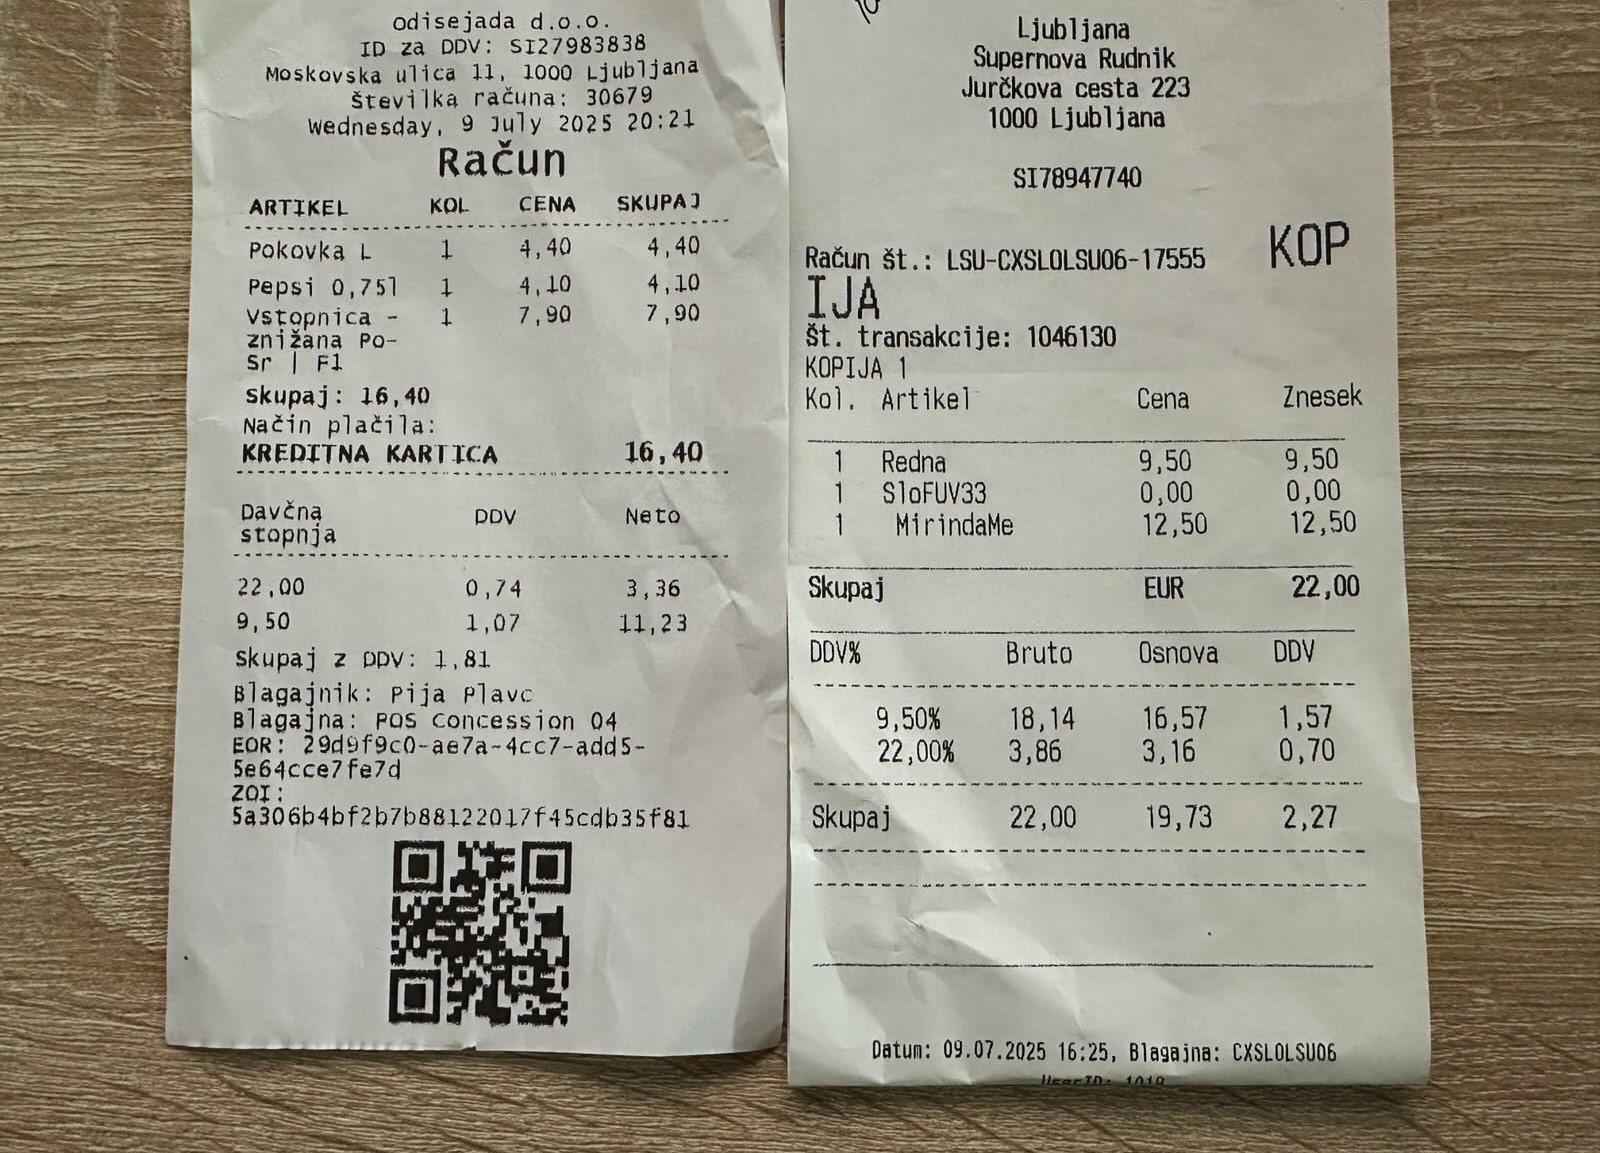 odisejada d.o.o.
ID za DDV: SI27983838
Moskovska ulica 11, 1000 Ljubljana
Številka računa: 30679
Wednesday, 9 July 2025 20:21
Račun
ARTIKEL KOL CENA SKUPAJ
Pokovka L 1 4,40 4,40
Pepsi 0,75l 1 4,10 4,10
Vstopnica - 1 7,90 7,90
znižana Po-
Sr | F1
Skupaj: 16,40
Način plačila:
KREDITNA KARTICA 16,40
Davčna
stopnja DDV Neto
22,00 0,74 3,36
9,50 1,07 11,23
Skupaj z DDV: 1,81
Blagajnik: Pija Plavc
Blagajna: POS Concession 04
EOR: 29d9f9c0-ae7a-4cc7-add5-
5e64cce7fe7d
ZOI:
5a306b4bf2b7b88122017f45cdb35f81
Ljubljana
Supernova Rudnik
Jurčkova cesta 223
1000 Ljubljana
SI78947740
Račun št.: LSU-CXSLOLSU06-17555 KOP
IJA
Št. transakcije: 1046130
KOPIJA 1
Kol. Artikel Cena Znesek
1 Redna 9,50 9,50
1 SloFUV33 0,00 0,00
1 MirindaMe 12,50 12,50
Skupaj EUR 22,00
DDV% Bruto Osnova DDV
9,50% 18,14 16,57 1,57
22,00% 3,86 3,16 0,70
Skupaj 22,00 19,73 2,27
Datum: 09.07.2025 16:25, Blagajna: CXSLOLSU06
UserID: 1019